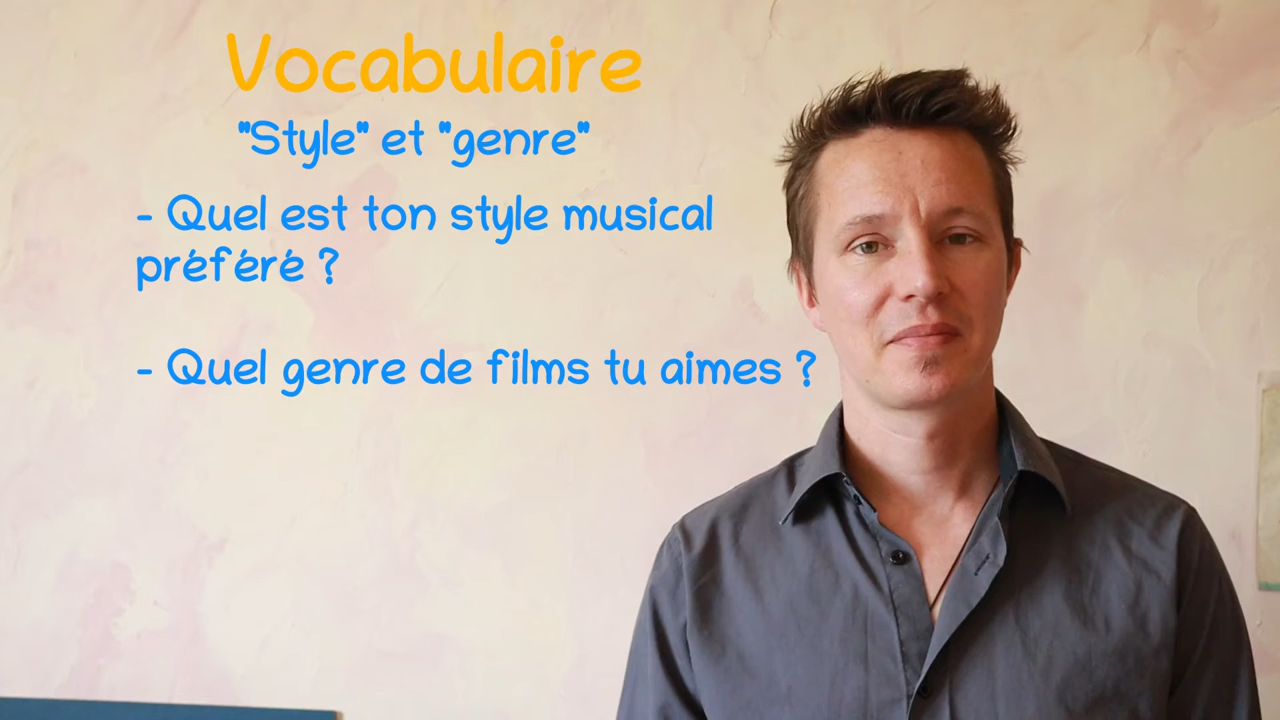 Vocabulaire
"Style" et "genre"
- Quel est ton style musical
préféré ?
- Quel genre de films tu aimes ?